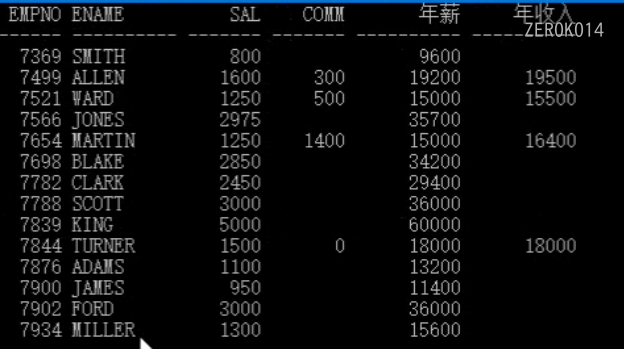 EMPNO ENAME SAL COMM 年薪 年收入
ZEROK014
7369 SMITH 800 9600
7499 ALLEN 1600 300 19200 19500
7521 WARD 1250 500 15000 15500
7566 JONES 2975 35700
7654 MARTIN 1250 1400 15000 16400
7698 BLAKE 2850 34200
7782 CLARK 2450 29400
7788 SCOTT 3000 36000
7839 KING 5000 60000
7844 TURNER 1500 0 18000 18000
7876 ADAMS 1100 13200
7900 JAMES 950 11400
7902 FORD 3000 36000
7934 MILLER 1300 15600